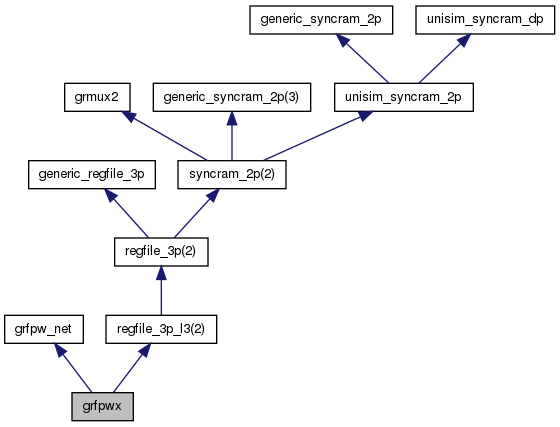 generic_syncram_2p
unisim_syncram_dp
grmux2
generic_syncram_2p(3)
unisim_syncram_2p
generic_regfile_3p
syncram_2p(2)
regfile_3p(2)
grfpw_net
regfile_3p_l3(2)
grfpwx